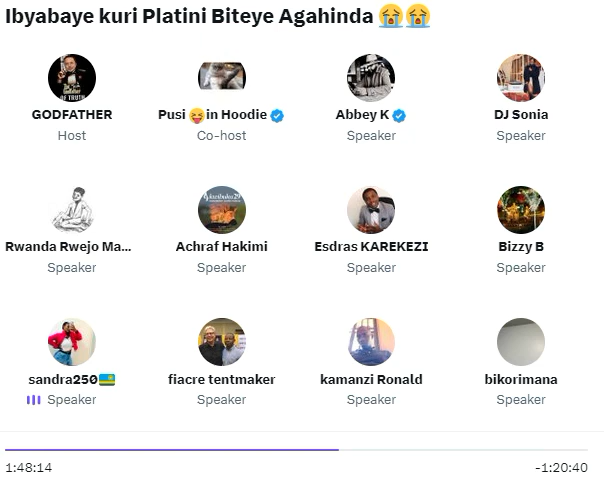 Ibyabaye kuri Platini Biteye Agahinda 😭😭
GODFATHER
Host
Pusi 😝in Hoodie
Co-host
Abbey K
Speaker
DJ Sonia
Speaker
Rwanda Rwejo Ma...
Speaker
Achraf Hakimi
Speaker
Esdras KAREKEZI
Speaker
Bizzy B
Speaker
sandra250🇷🇼
Speaker
fiacre tentmaker
Speaker
kamanzi Ronald
Speaker
bikorimana
Speaker
1:48:14
-1:20:40